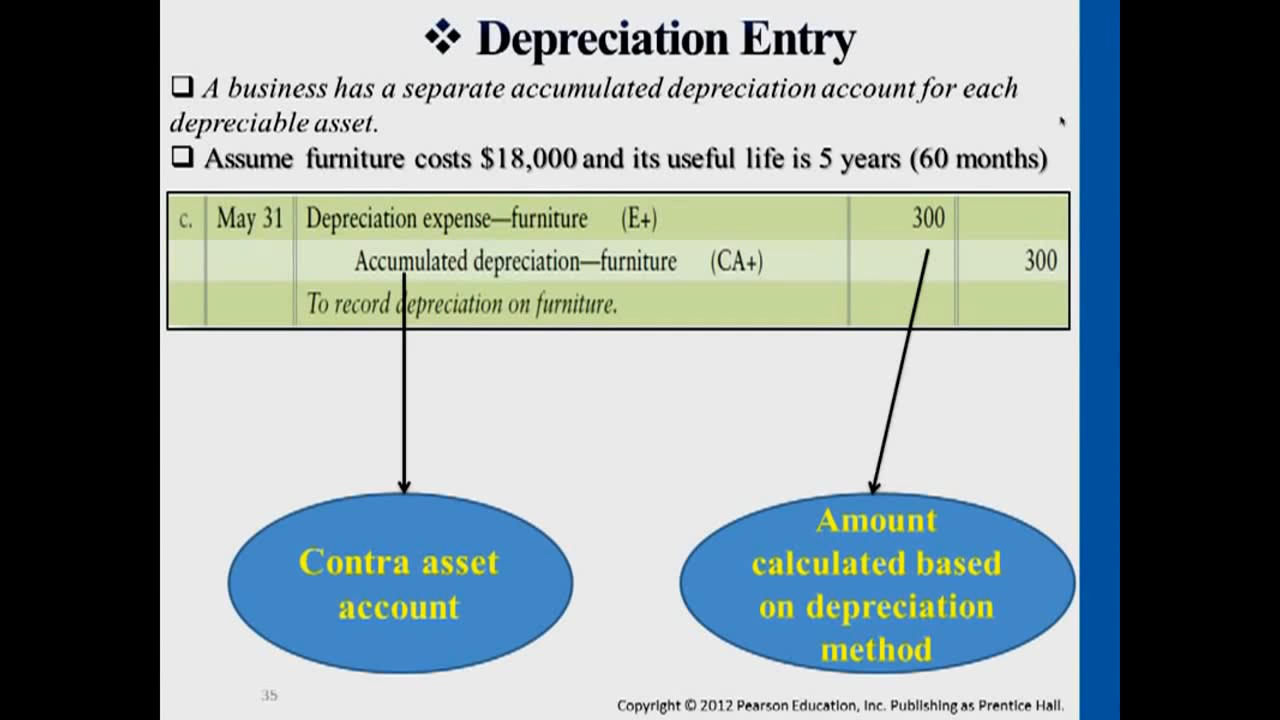 ❖ Depreciation Entry
❑ A business has a separate accumulated depreciation account for each
depreciable asset.
❑ Assume furniture costs $18,000 and its useful life is 5 years (60 months)
c. May 31 Depreciation expense—furniture (E+) 300
Accumulated depreciation—furniture (CA+) 300
To record depreciation on furniture.
Contra asset
account
Amount
calculated based
on depreciation
method
35
Copyright © 2012 Pearson Education, Inc. Publishing as Prentice Hall.